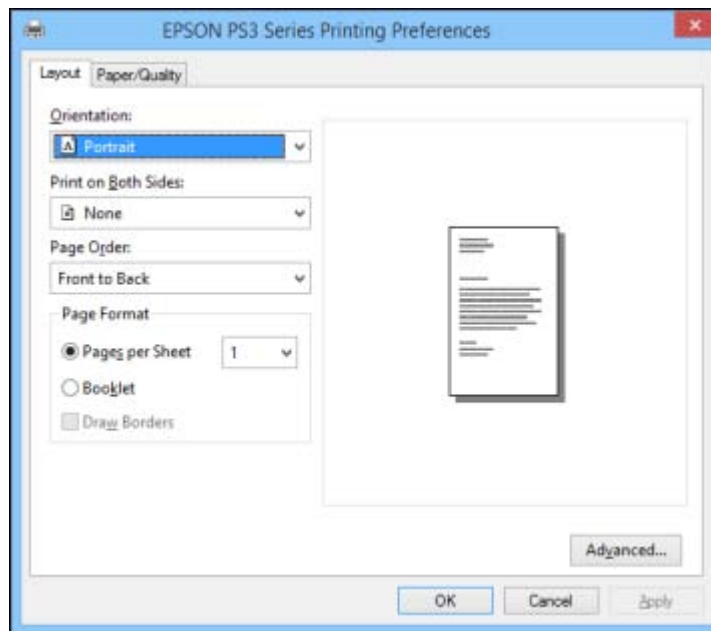 EPSON PS3 Series Printing Preferences
Layout Paper/Quality
Orientation:
Portrait
Print on Both Sides:
None
Page Order:
Front to Back
Page Format
Pages per Sheet 1
Booklet
Draw Borders
Advanced...
OK Cancel Apply